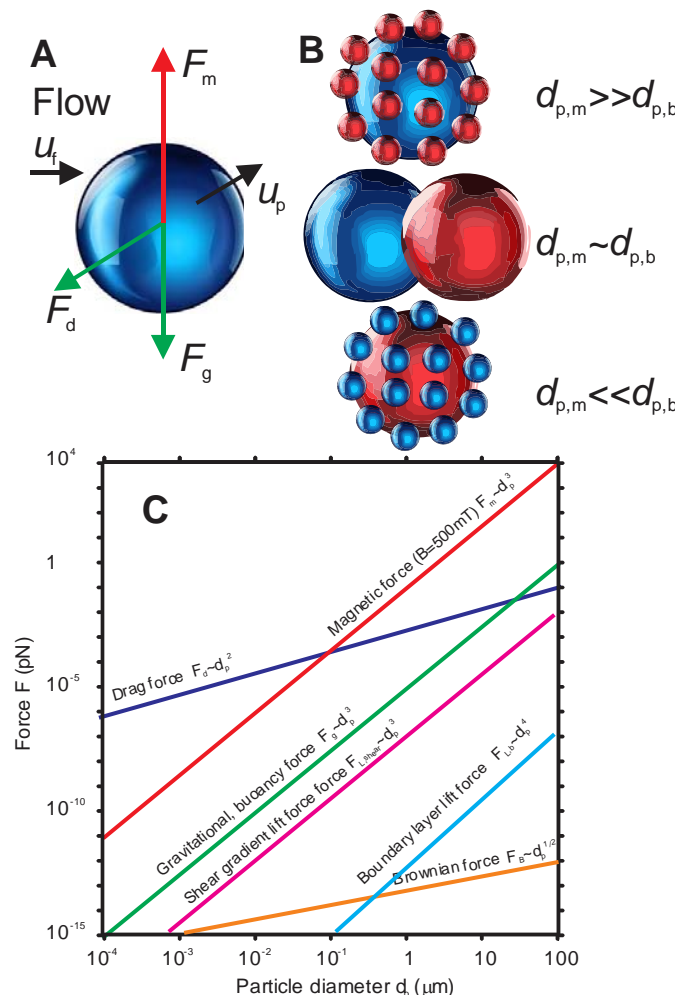 A
B
F_m
Flow
u_f
u_p
F_d
F_g
d_p,m>>d_p,b
d_p,m~d_p,b
d_p,m<<d_p,b
C
10^4
1
10^-5
10^-10
10^-15
Force F (pN)
Magnetic force (B=500mT) F_m~d_p^3
Drag force F_d~d_p^2
Gravitational, buoancy force F_g~d_p^3
Shear gradient lift force force F_L,shear~d_p^3
Boundary layer lift force F_L,b~d_p^4
Brownian force F_B~d_p^1/2
10^-4
10^-3
10^-2
10^-1
1
10
100
Particle diameter d_p (μm)